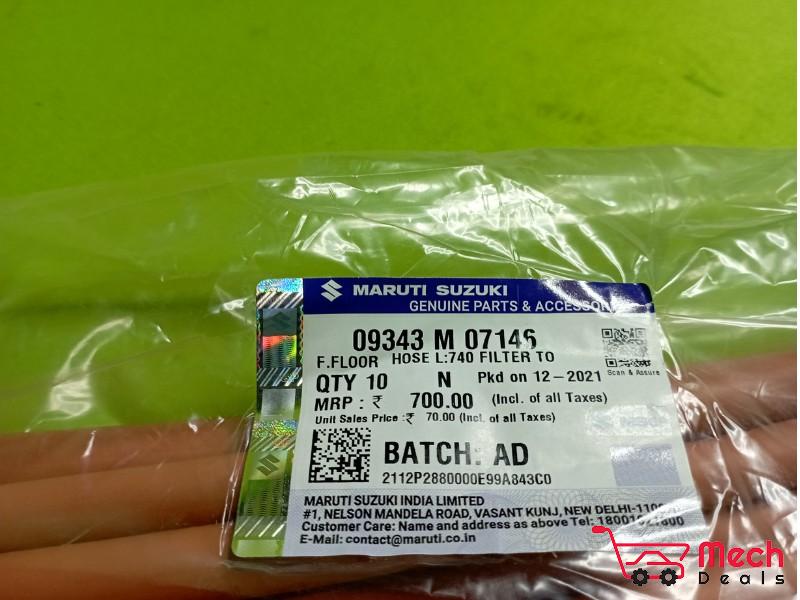 MARUTI SUZUKI
GENUINE PARTS &
09343 M 07146
F.FLOOR HOSE L:740 FILTER TO
Scan & Assure
QTY 10 N Pkd on 12-2021
MRP : ₹ 700.00 (Incl. of all Taxes)
Unit Sales Price :₹ 70.00 (Incl. of all Taxes)
BATCH: AD
2112P2880000E99A843C0
MARUTI SUZUKI INDIA LIMITED
#1, NELSON MANDELA ROAD, VASANT KUNJ, NEW
Customer Care: Name and address as above Tel:
E-Mail: contact@maruti.co.in
Mech
Deals